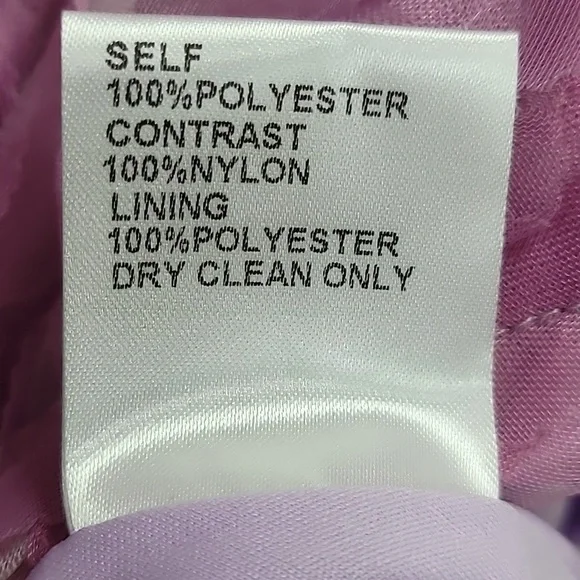 SELF
100%POLYESTER
CONTRAST
100%NYLON
LINING
100%POLYESTER
DRY CLEAN ONLY